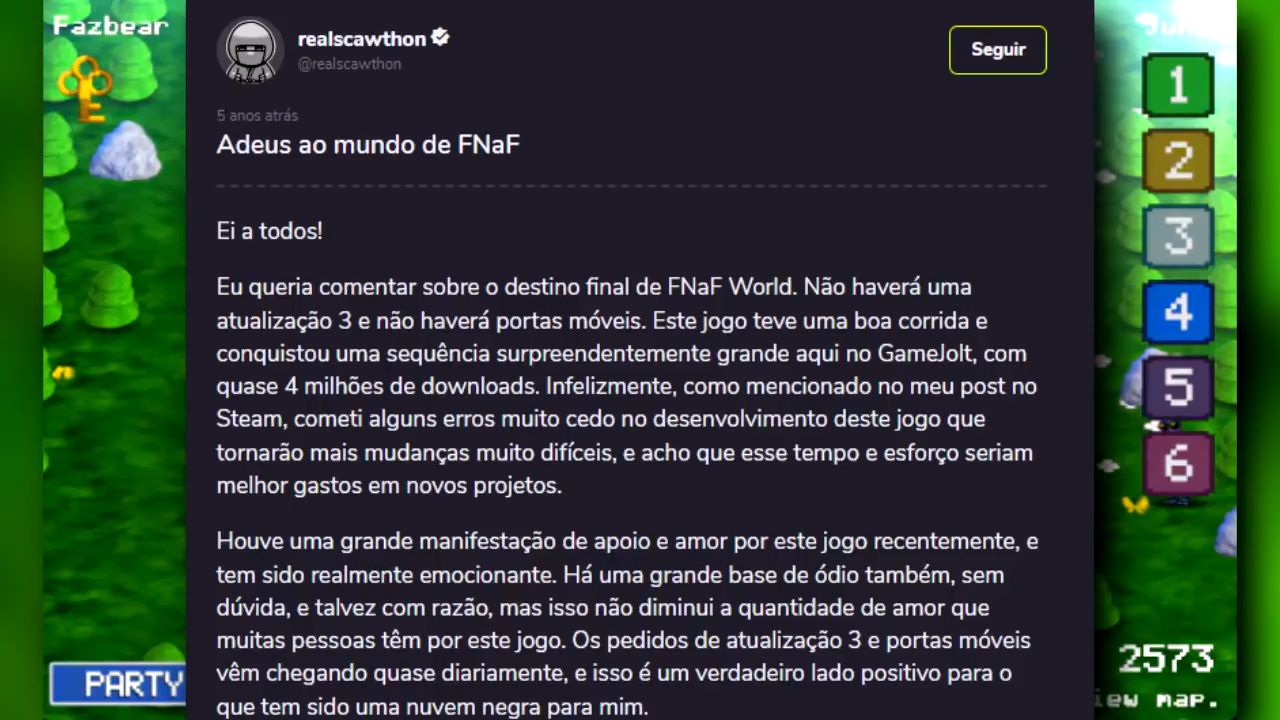 Fazbear
realscawthon
@realscawthon
Seguir
5 anos atrás
Adeus ao mundo de FNaF
Ei a todos!
Eu queria comentar sobre o destino final de FNaF World. Não haverá uma
atualização 3 e não haverá portas móveis. Este jogo teve uma boa corrida e
conquistou uma sequência surpreendentemente grande aqui no GameJolt, com
quase 4 milhões de downloads. Infelizmente, como mencionado no meu post no
Steam, cometi alguns erros muito cedo no desenvolvimento deste jogo que
tornarão mais mudanças muito difíceis, e acho que esse tempo e esforço seriam
melhor gastos em novos projetos.
Houve uma grande manifestação de apoio e amor por este jogo recentemente, e
tem sido realmente emocionante. Há uma grande base de ódio também, sem
dúvida, e talvez com razão, mas isso não diminui a quantidade de amor que
muitas pessoas têm por este jogo. Os pedidos de atualização 3 e portas móveis
vêm chegando quase diariamente, e isso é um verdadeiro lado positivo para o
que tem sido uma nuvem negra para mim.
1
2
3
4
5
6
PARTY
2573
map.